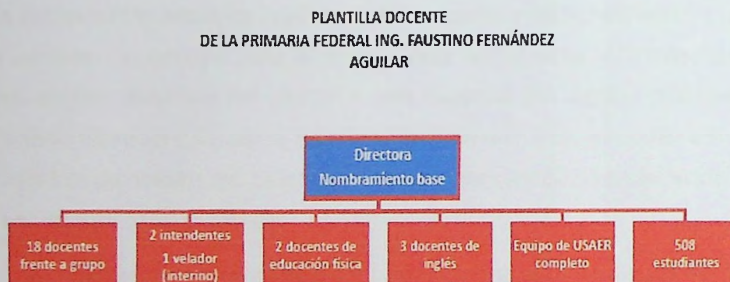 PLANTILLA DOCENTE
DE LA PRIMARIA FEDERAL ING. FAUSTINO FERNÁNDEZ
AGUILAR
Directora
Nombramiento base
18 docentes
frente a grupo
2 intendentes
1 velador
(interino)
2 docentes de
educación física
3 docentes de
inglés
Equipo de USAER
completo
508
estudiantes